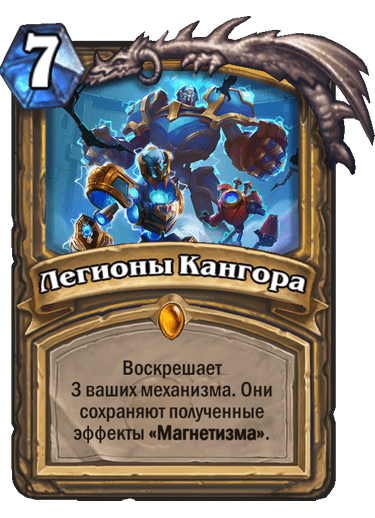 7
Легионы Кангора
Воскрешает
3 ваших механизма. Они
сохраняют полученные
эффекты «Магнетизма».